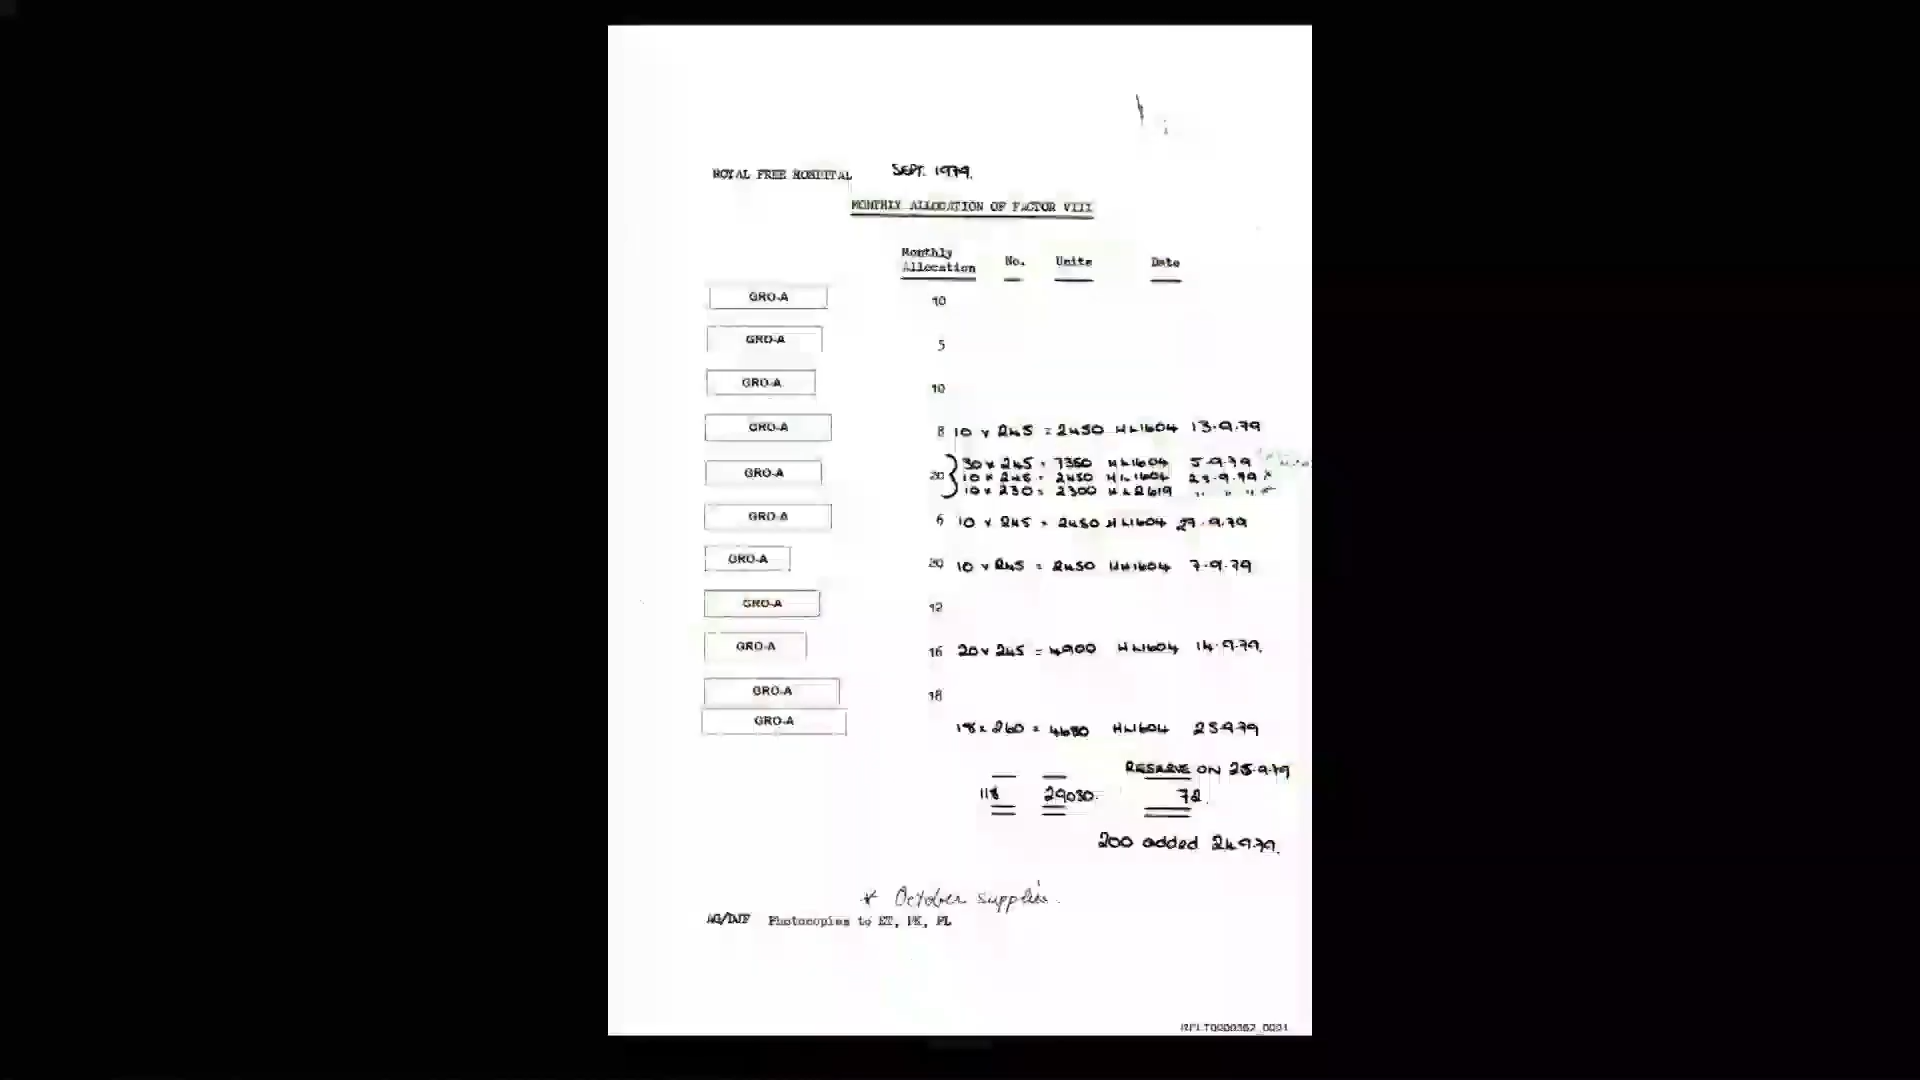 ROYAL FREE HOSPITAL SEPT. 1979.
MONTHLY ALLOCATION OF FACTOR VIII
Monthly Allocation No. Units Date
GRO-A 10
GRO-A 5
GRO-A 10
GRO-A 8 10 x 245 = 2450 HL1604 13.9.79
GRO-A 30 x 245 = 7350 HL1604 5.9.79
10 x 245 = 2450 HL1604 *
10 x 230 = 2300 HL2619 " " " *
GRO-A 6 10 x 245 = 2450 HL1604 27.9.79
GRO-A 20 10 x 245 = 2450 HL1604 7.9.79
GRO-A 12
GRO-A 16 20 x 245 = 4900 HL1604 14.9.79.
GRO-A 18
GRO-A 18 x 260 = 4680 HL1604
RESERVE ON
118 29030. 72.
200 added 24.9.79.
* October supplies.
Photocopies to ET, PK, PL